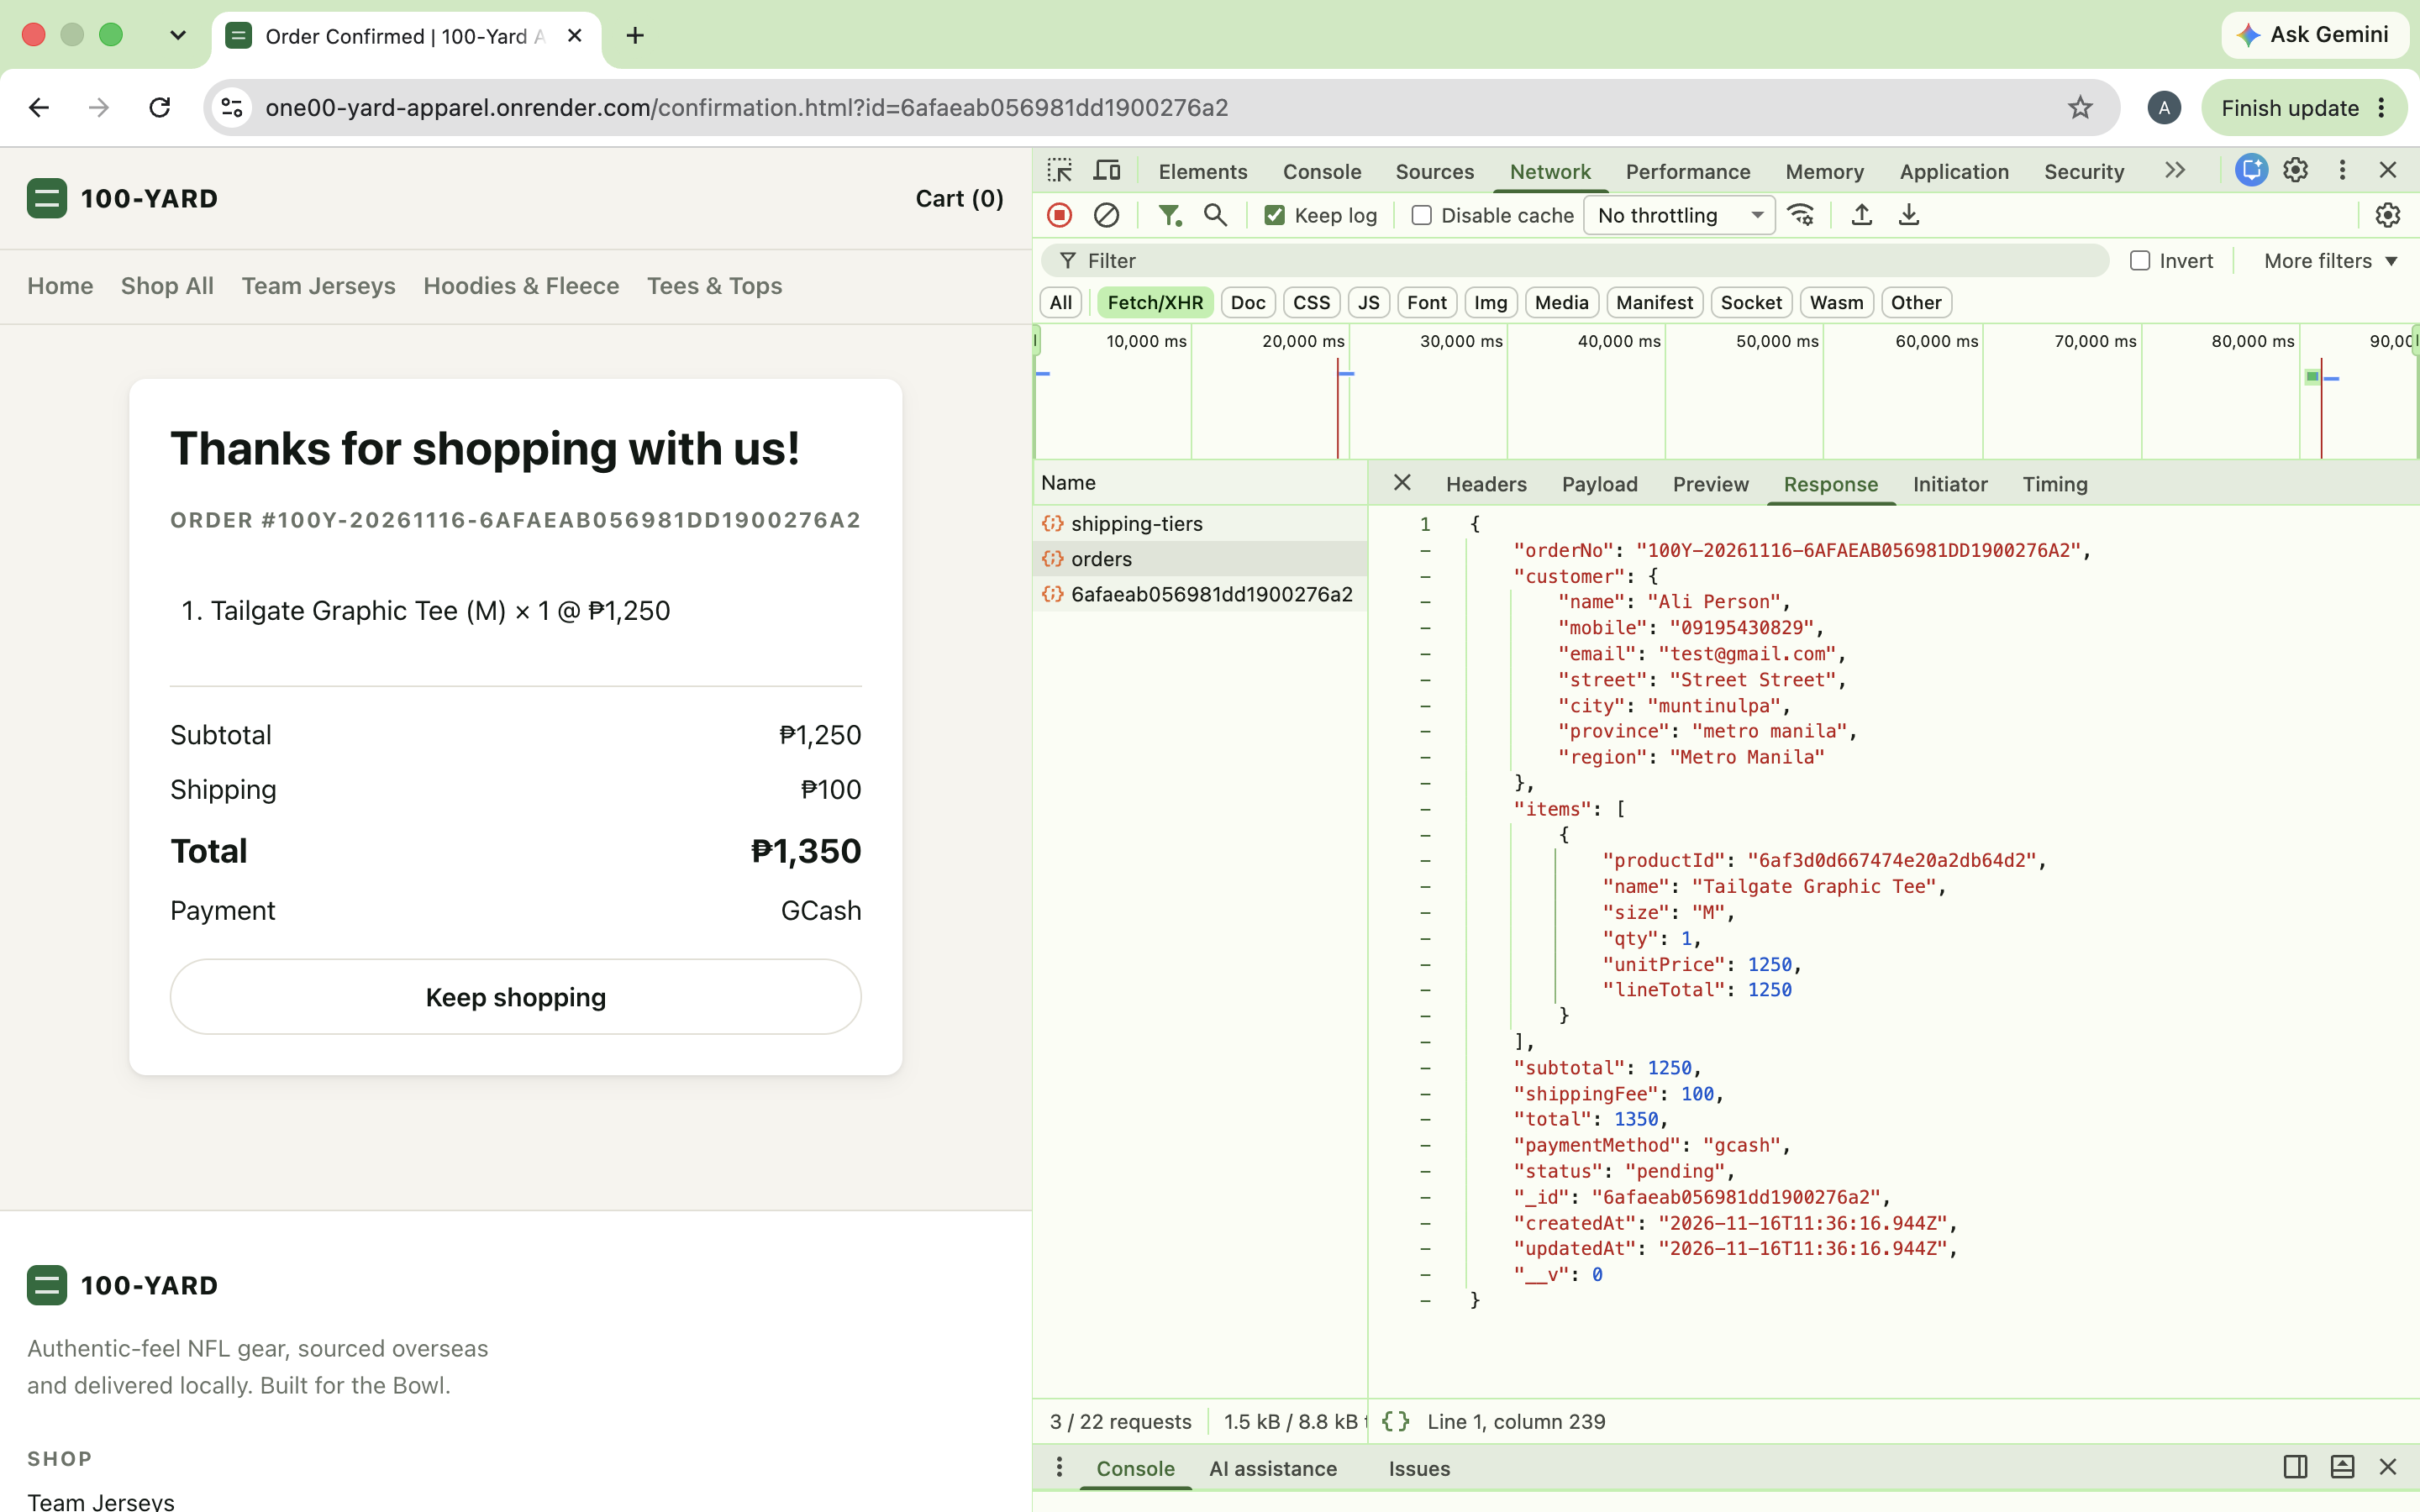 Order Confirmed | 100-Yard A
Ask Gemini
one00-yard-apparel.onrender.com/confirmation.html?id=6afaeab056981dd1900276a2
A
Finish update
100-YARD
Cart (0)
Home Shop All Team Jerseys Hoodies & Fleece Tees & Tops
Thanks for shopping with us!
ORDER #100Y-20261116-6AFAEAB056981DD1900276A2
1. Tailgate Graphic Tee (M) × 1 @ ₱1,250
Subtotal ₱1,250
Shipping ₱100
Total ₱1,350
Payment GCash
Keep shopping
100-YARD
Authentic-feel NFL gear, sourced overseas
and delivered locally. Built for the Bowl.
SHOP
Team Jerseys
Elements Console Sources Network Performance Memory Application Security
Keep log Disable cache No throttling
Filter Invert More filters
All Fetch/XHR Doc CSS JS Font Img Media Manifest Socket Wasm Other
10,000 ms 20,000 ms 30,000 ms 40,000 ms 50,000 ms 60,000 ms 70,000 ms 80,000 ms 90,00
Name
shipping-tiers
orders
6afaeab056981dd1900276a2
Headers Payload Preview Response Initiator Timing
1 {
"orderNo": "100Y-20261116-6AFAEAB056981DD1900276A2",
"customer": {
"name": "Ali Person",
"mobile": "09195430829",
"email": "test@gmail.com",
"street": "Street Street",
"city": "muntinulpa",
"province": "metro manila",
"region": "Metro Manila"
},
"items": [
{
"productId": "6af3d0d667474e20a2db64d2",
"name": "Tailgate Graphic Tee",
"size": "M",
"qty": 1,
"unitPrice": 1250,
"lineTotal": 1250
}
],
"subtotal": 1250,
"shippingFee": 100,
"total": 1350,
"paymentMethod": "gcash",
"status": "pending",
"_id": "6afaeab056981dd1900276a2",
"createdAt": "2026-11-16T11:36:16.944Z",
"updatedAt": "2026-11-16T11:36:16.944Z",
"__v": 0
}
3 / 22 requests 1.5 kB / 8.8 kB t {} Line 1, column 239
Console AI assistance Issues